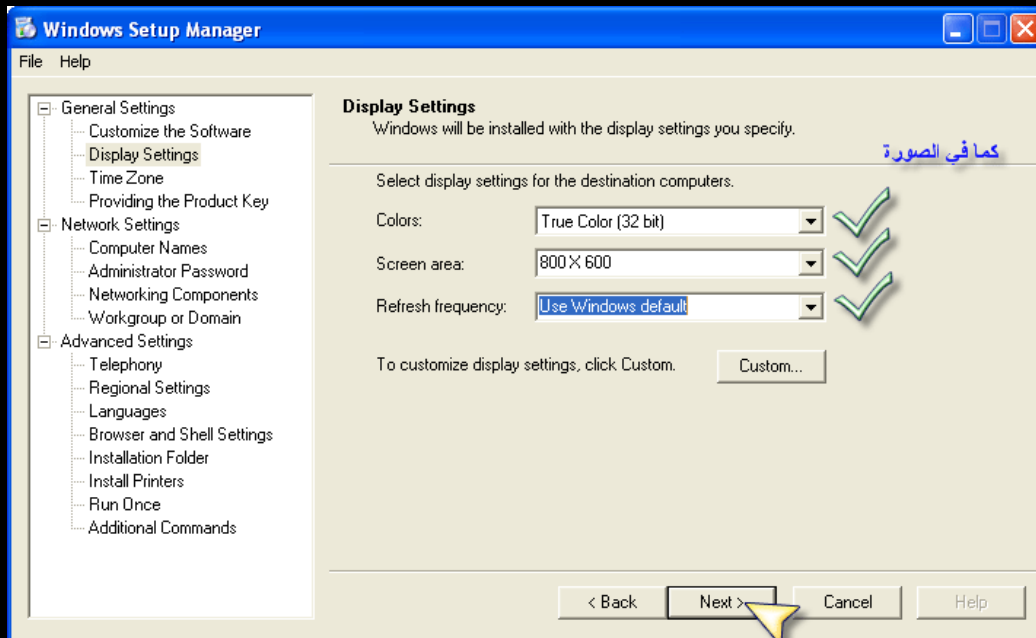 Windows Setup Manager
File Help
General Settings
Customize the Software
Display Settings
Time Zone
Providing the Product Key
Network Settings
Computer Names
Administrator Password
Networking Components
Workgroup or Domain
Advanced Settings
Telephony
Regional Settings
Languages
Browser and Shell Settings
Installation Folder
Install Printers
Run Once
Additional Commands
Display Settings
Windows will be installed with the display settings you specify.
كما في الصورة
Select display settings for the destination computers.
Colors: True Color (32 bit)
Screen area: 800 X 600
Refresh frequency: Use Windows default
To customize display settings, click Custom. Custom...
< Back Next > Cancel Help